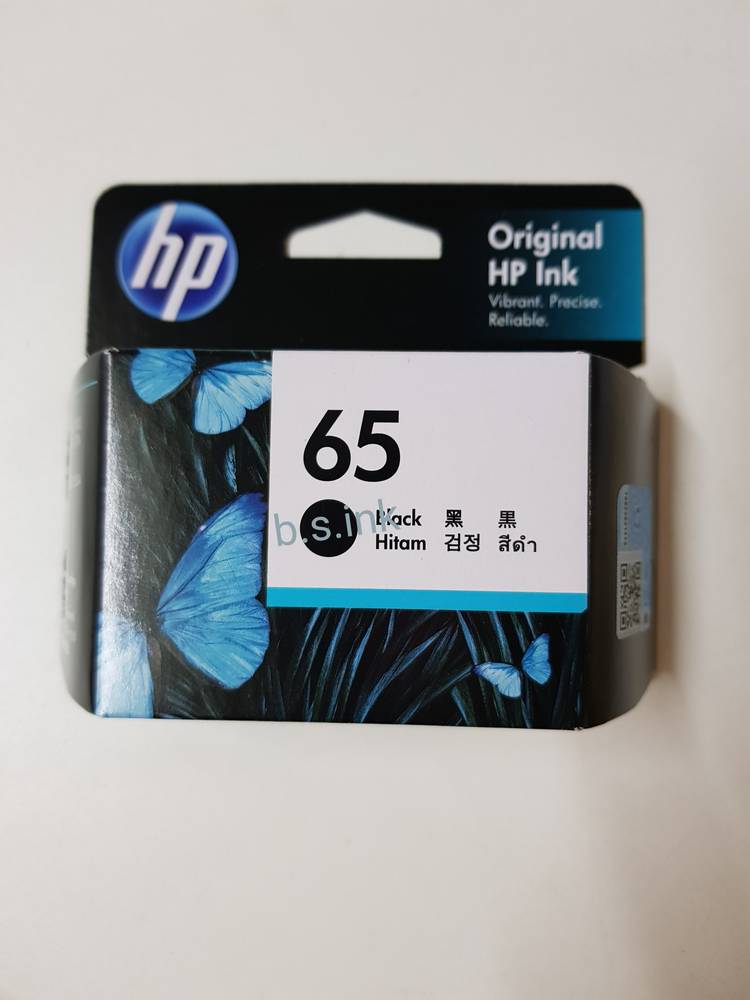 hp
Original
HP Ink
Vibrant. Precise.
Reliable.
65
b.s.ink
Black 黑 黒
Hitam 검정 สีดำ